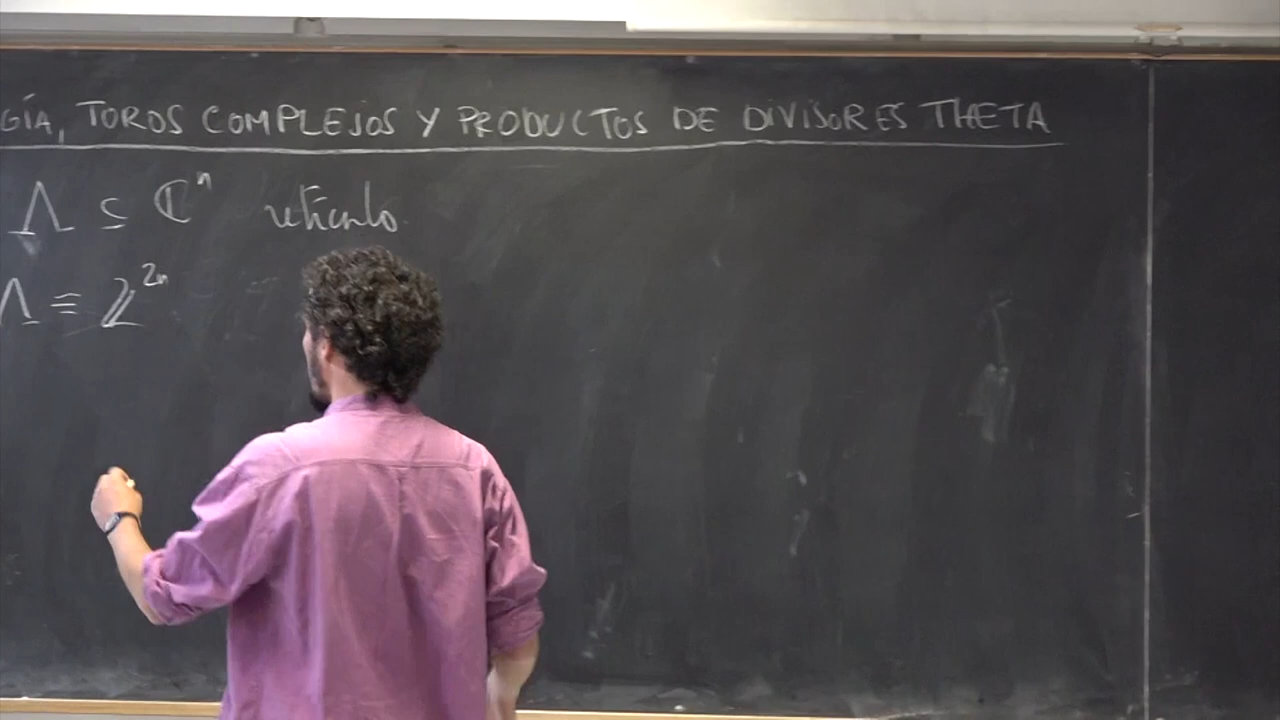 GÍA, TOROS COMPLEJOS Y PRODUCTOS DE DIVISORES THETA
Λ ⊆ ℂⁿ retículo
Λ ≡ ℤ²ⁿ